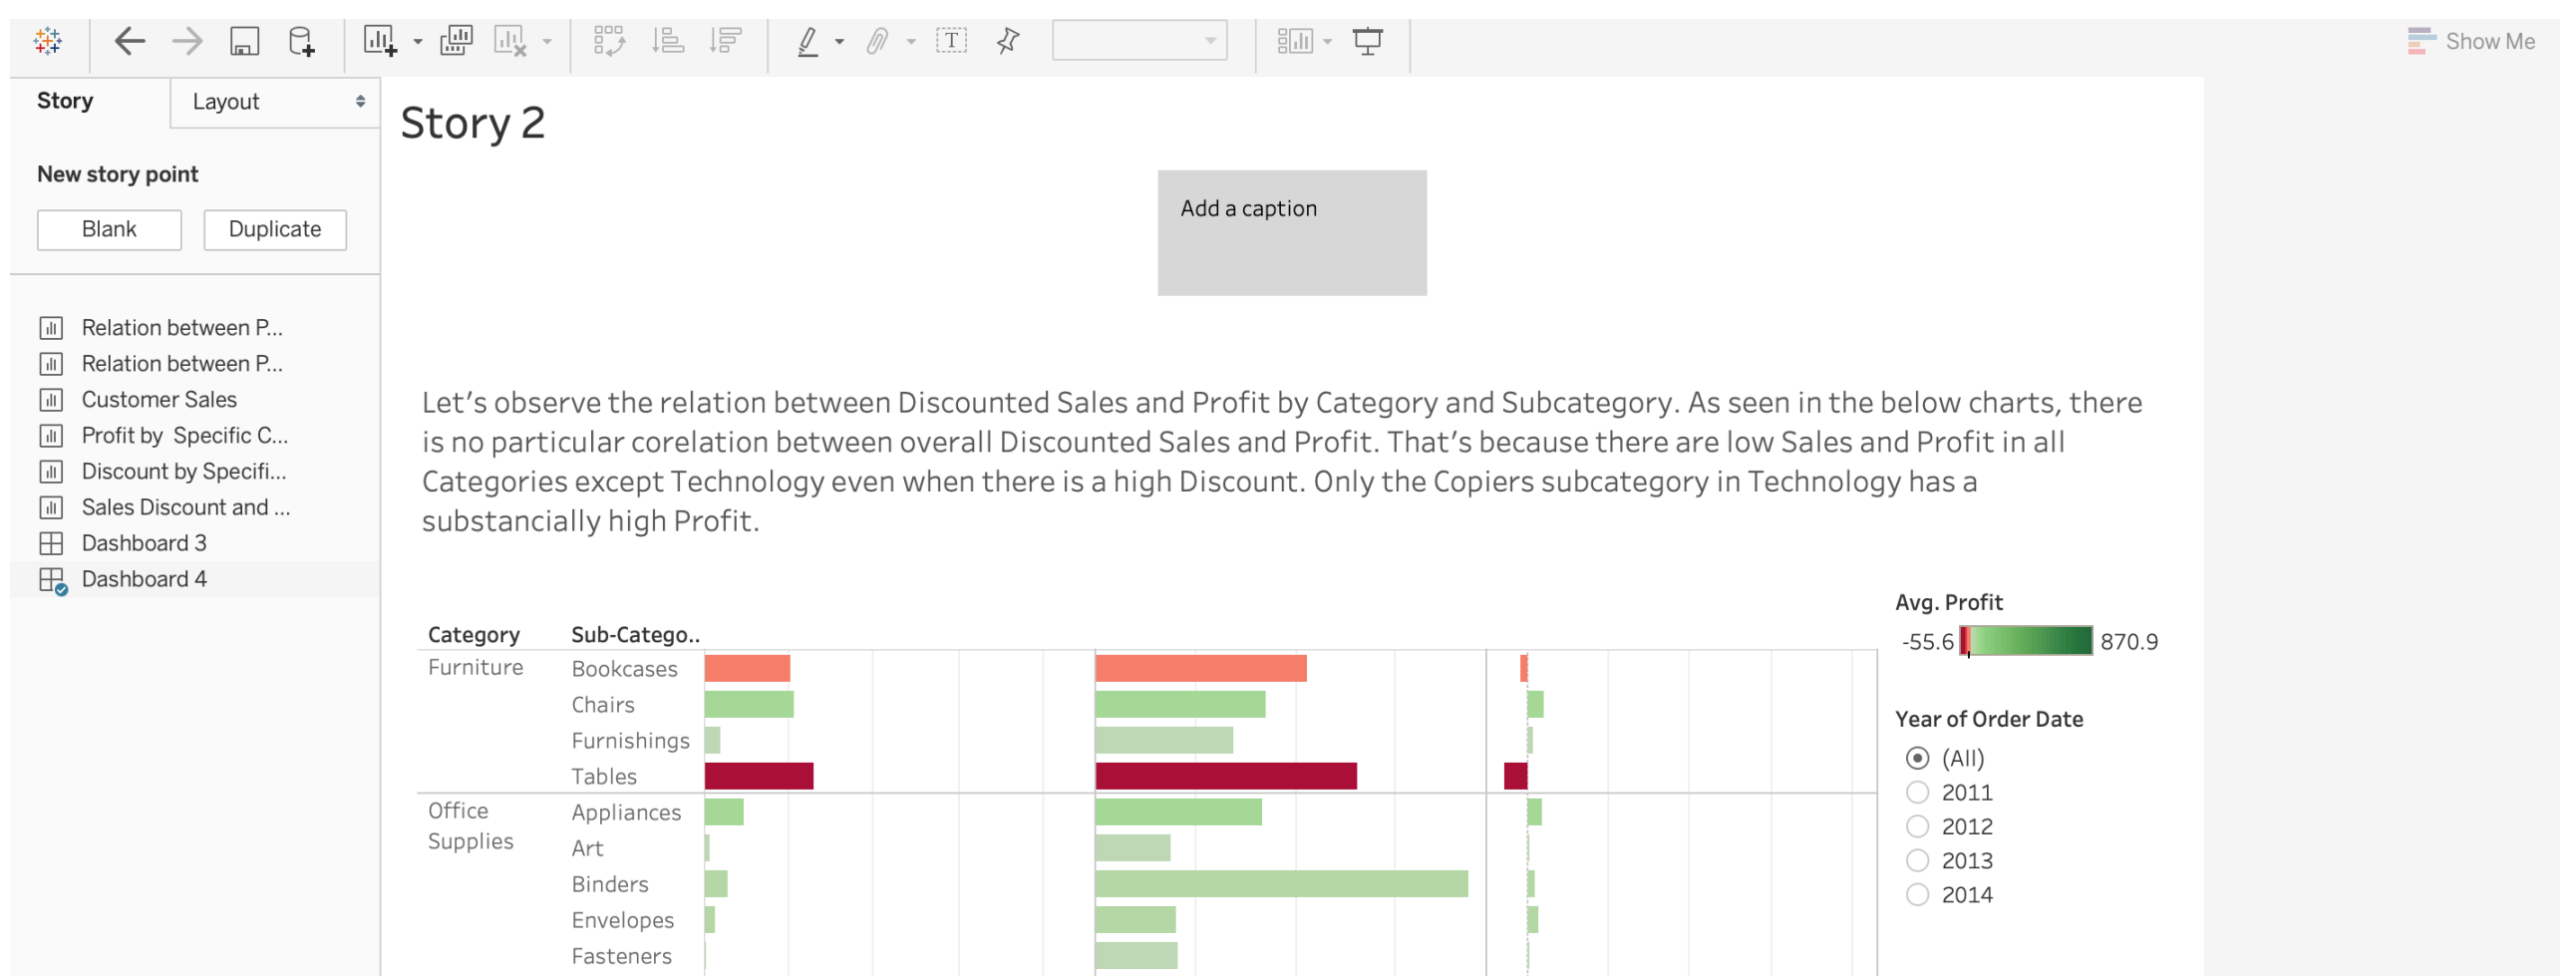 Show Me
Story
Layout
Story 2
New story point
Blank
Duplicate
Add a caption
Relation between P...
Relation between P...
Customer Sales
Profit by Specific C...
Discount by Specifi...
Sales Discount and ...
Dashboard 3
Dashboard 4
Let's observe the relation between Discounted Sales and Profit by Category and Subcategory. As seen in the below charts, there
is no particular corelation between overall Discounted Sales and Profit. That's because there are low Sales and Profit in all
Categories except Technology even when there is a high Discount. Only the Copiers subcategory in Technology has a
substancially high Profit.
Category
Sub-Catego..
Furniture
Bookcases
Chairs
Furnishings
Tables
Office
Supplies
Appliances
Art
Binders
Envelopes
Fasteners
Avg. Profit
-55.6
870.9
Year of Order Date
(All)
2011
2012
2013
2014